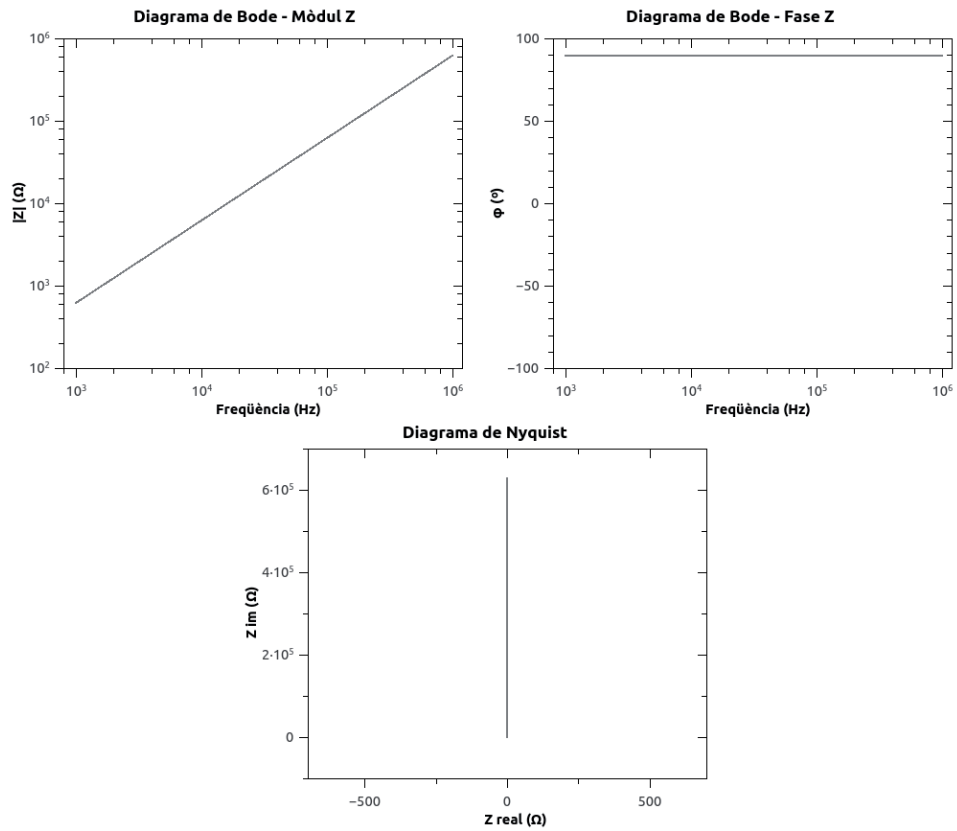 Diagrama de Bode - Mòdul Z
10⁶
10⁵
10⁴
10³
10²
|Z| (Ω)
10³ 10⁴ 10⁵ 10⁶
Freqüència (Hz)
Diagrama de Bode - Fase Z
100
50
0
−50
−100
φ (º)
10³ 10⁴ 10⁵ 10⁶
Freqüència (Hz)
Diagrama de Nyquist
6·10⁵
4·10⁵
2·10⁵
0
Z im (Ω)
−500 0 500
Z real (Ω)